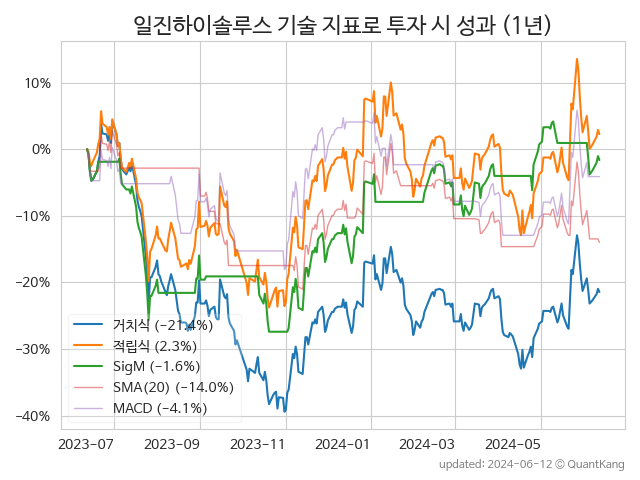 일진하이솔루스 기술 지표로 투자 시 성과 (1년)
10%
0%
−10%
−20%
−30%
−40%
거치식 (−21.4%)
적립식 (2.3%)
SigM (−1.6%)
SMA(20) (−14.0%)
MACD (−4.1%)
2023-07
2023-09
2023-11
2024-01
2024-03
2024-05
updated: 2024-06-12 ⓒ QuantKang